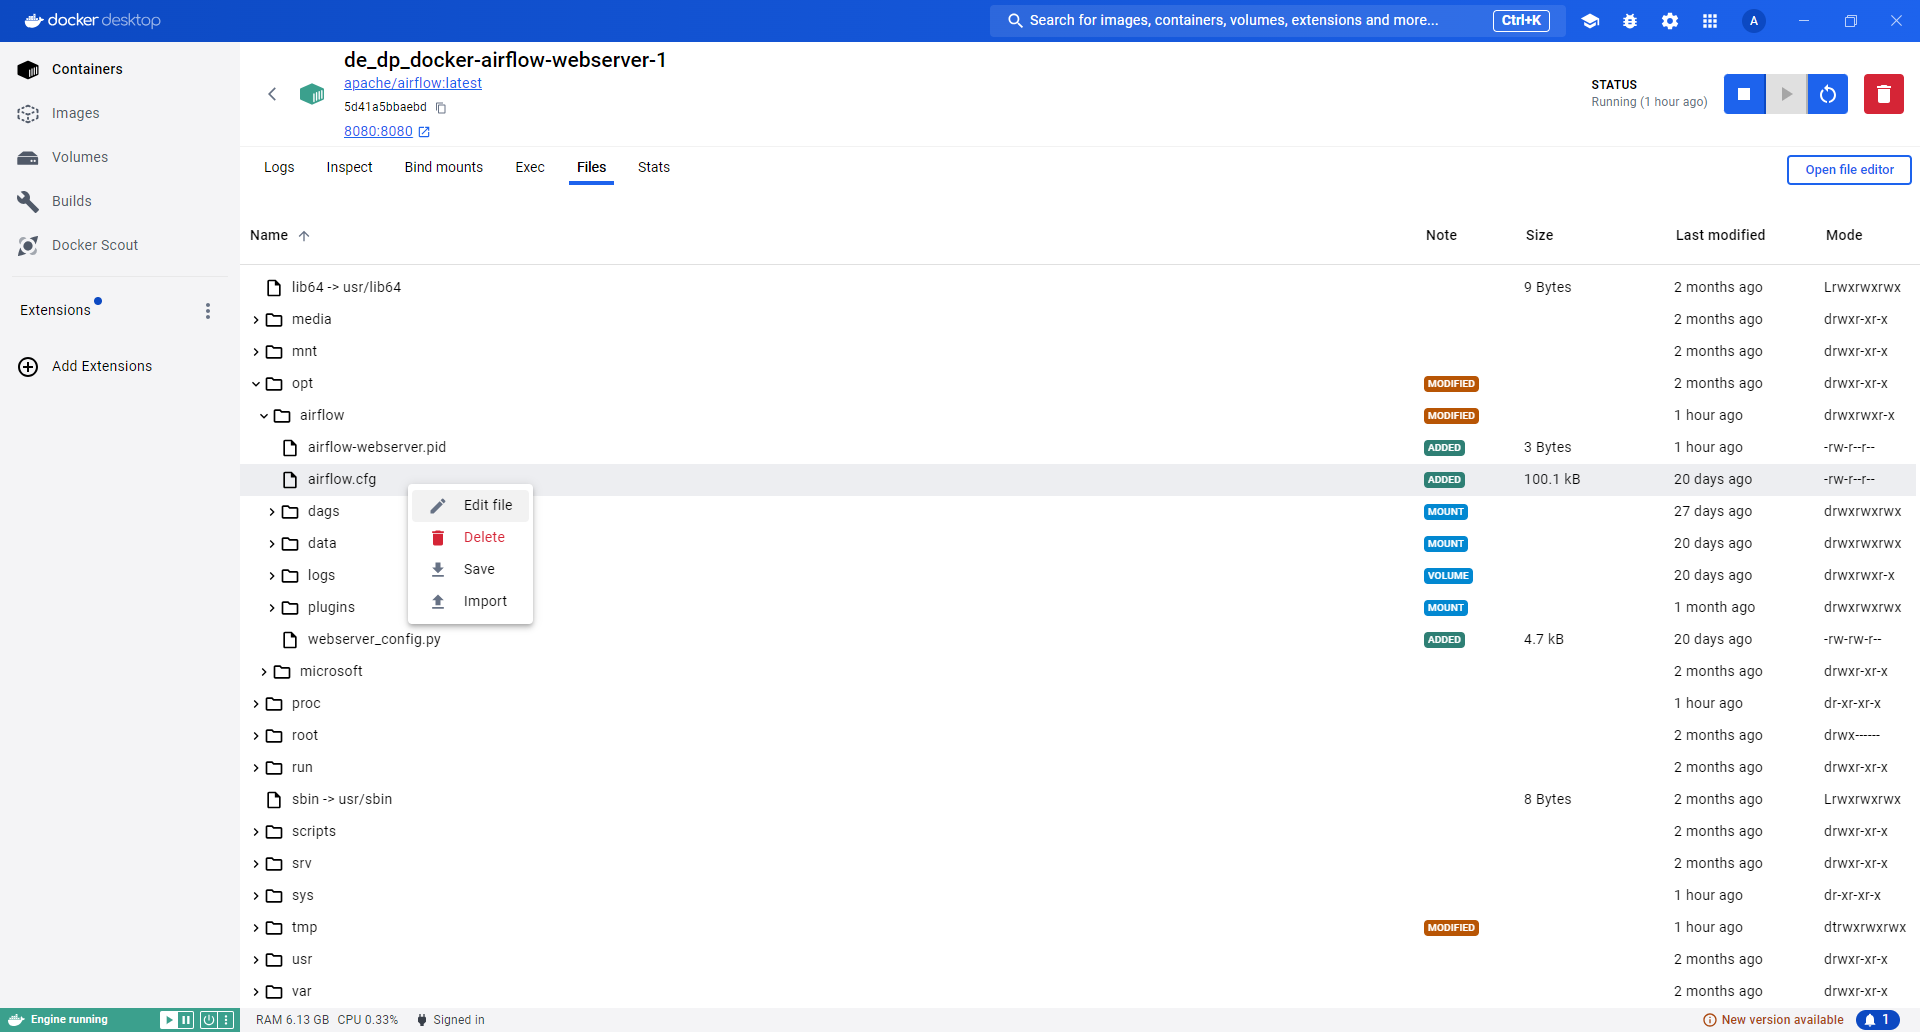 docker desktop
Search for images, containers, volumes, extensions and more...
Ctrl+K
A
Containers
Images
Volumes
Builds
Docker Scout
Extensions
Add Extensions
de_dp_docker-airflow-webserver-1
apache/airflow:latest
5d41a5bbaebd
8080:8080
STATUS
Running (1 hour ago)
Logs Inspect Bind mounts Exec Files Stats
Open file editor
Name Note Size Last modified Mode
lib64 -> usr/lib64 9 Bytes 2 months ago Lrwxrwxrwx
media 2 months ago drwxr-xr-x
mnt 2 months ago drwxr-xr-x
opt MODIFIED 2 months ago drwxr-xr-x
airflow MODIFIED 1 hour ago drwxrwxr-x
airflow-webserver.pid ADDED 3 Bytes 1 hour ago -rw-r--r--
airflow.cfg ADDED 100.1 kB 20 days ago -rw-r--r--
Edit file
Delete
Save
Import
dags MOUNT 27 days ago drwxrwxrwx
data MOUNT 20 days ago drwxrwxrwx
logs VOLUME 20 days ago drwxrwxr-x
plugins MOUNT 1 month ago drwxrwxrwx
webserver_config.py ADDED 4.7 kB 20 days ago -rw-rw-r--
microsoft 2 months ago drwxr-xr-x
proc 1 hour ago dr-xr-xr-x
root 2 months ago drwx------
run 2 months ago drwxr-xr-x
sbin -> usr/sbin 8 Bytes 2 months ago Lrwxrwxrwx
scripts 2 months ago drwxr-xr-x
srv 2 months ago drwxr-xr-x
sys 1 hour ago dr-xr-xr-x
tmp MODIFIED 1 hour ago dtrwxrwxrwx
usr 2 months ago drwxr-xr-x
var 2 months ago drwxr-xr-x
Engine running
RAM 6.13 GB CPU 0.33% Signed in
New version available
1